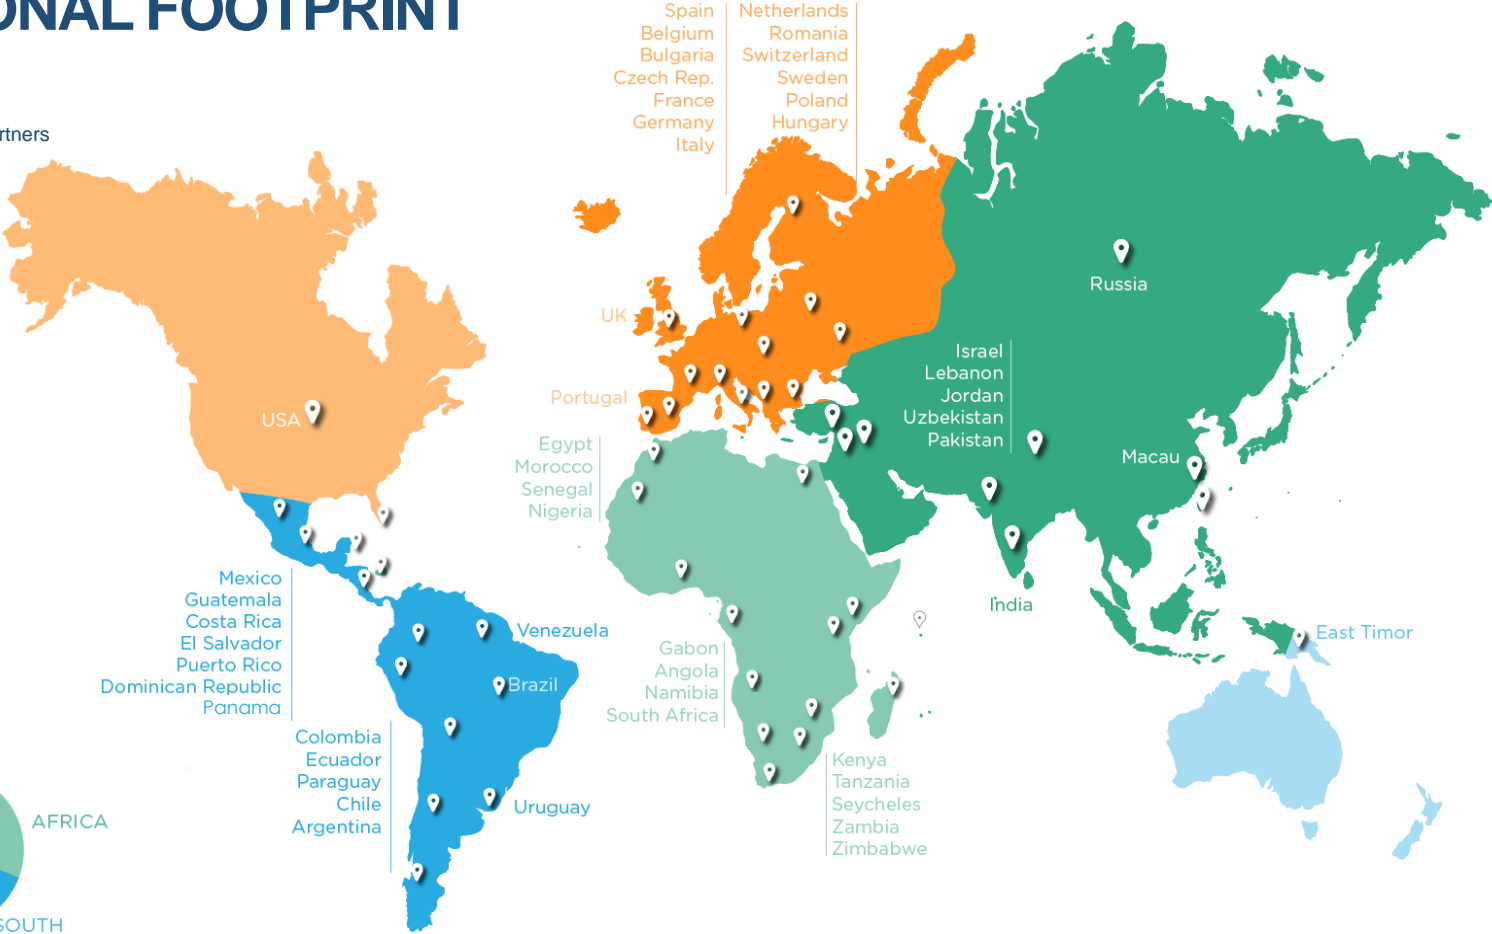 ONAL FOOTPRINT
rtners
Spain
Belgium
Bulgaria
Czech Rep.
France
Germany
Italy
Netherlands
Romania
Switzerland
Sweden
Poland
Hungary
UK
Portugal
Russia
USA
Israel
Lebanon
Jordan
Uzbekistan
Pakistan
Macau
Egypt
Morocco
Senegal
Nigeria
India
Mexico
Guatemala
Costa Rica
El Salvador
Puerto Rico
Dominican Republic
Panama
Venezuela
Brazil
East Timor
Gabon
Angola
Namibia
South Africa
Colombia
Ecuador
Paraguay
Chile
Argentina
Uruguay
Kenya
Tanzania
Seycheles
Zambia
Zimbabwe
AFRICA
SOUTH